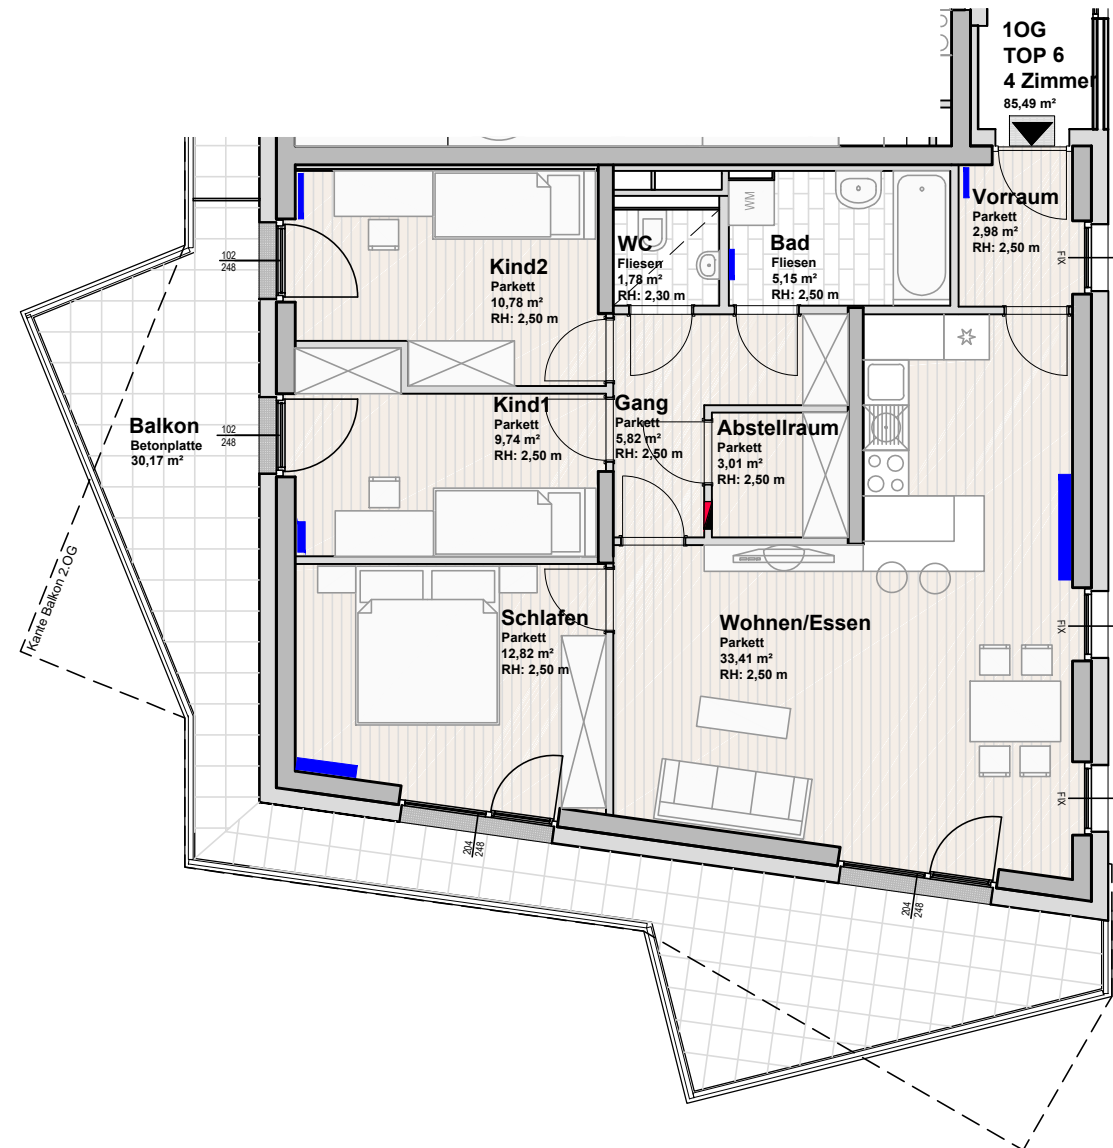 1OG
TOP 6
4 Zimmer
85,49 m²
Vorraum
Parkett
2,98 m²
RH: 2,50 m
WM
WC
Fliesen
1,78 m²
RH: 2,30 m
Bad
Fliesen
5,15 m²
RH: 2,50 m
Kind2
Parkett
10,78 m²
RH: 2,50 m
102
248
FIX
Kind1
Parkett
9,74 m²
RH: 2,50 m
Gang
Parkett
5,82 m²
RH: 2,50 m
Abstellraum
Parkett
3,01 m²
RH: 2,50 m
Balkon
Betonplatte
30,17 m²
102
248
Kante Balkon 2.OG
Schlafen
Parkett
12,82 m²
RH: 2,50 m
Wohnen/Essen
Parkett
33,41 m²
RH: 2,50 m
FIX
FIX
204
248
204
248